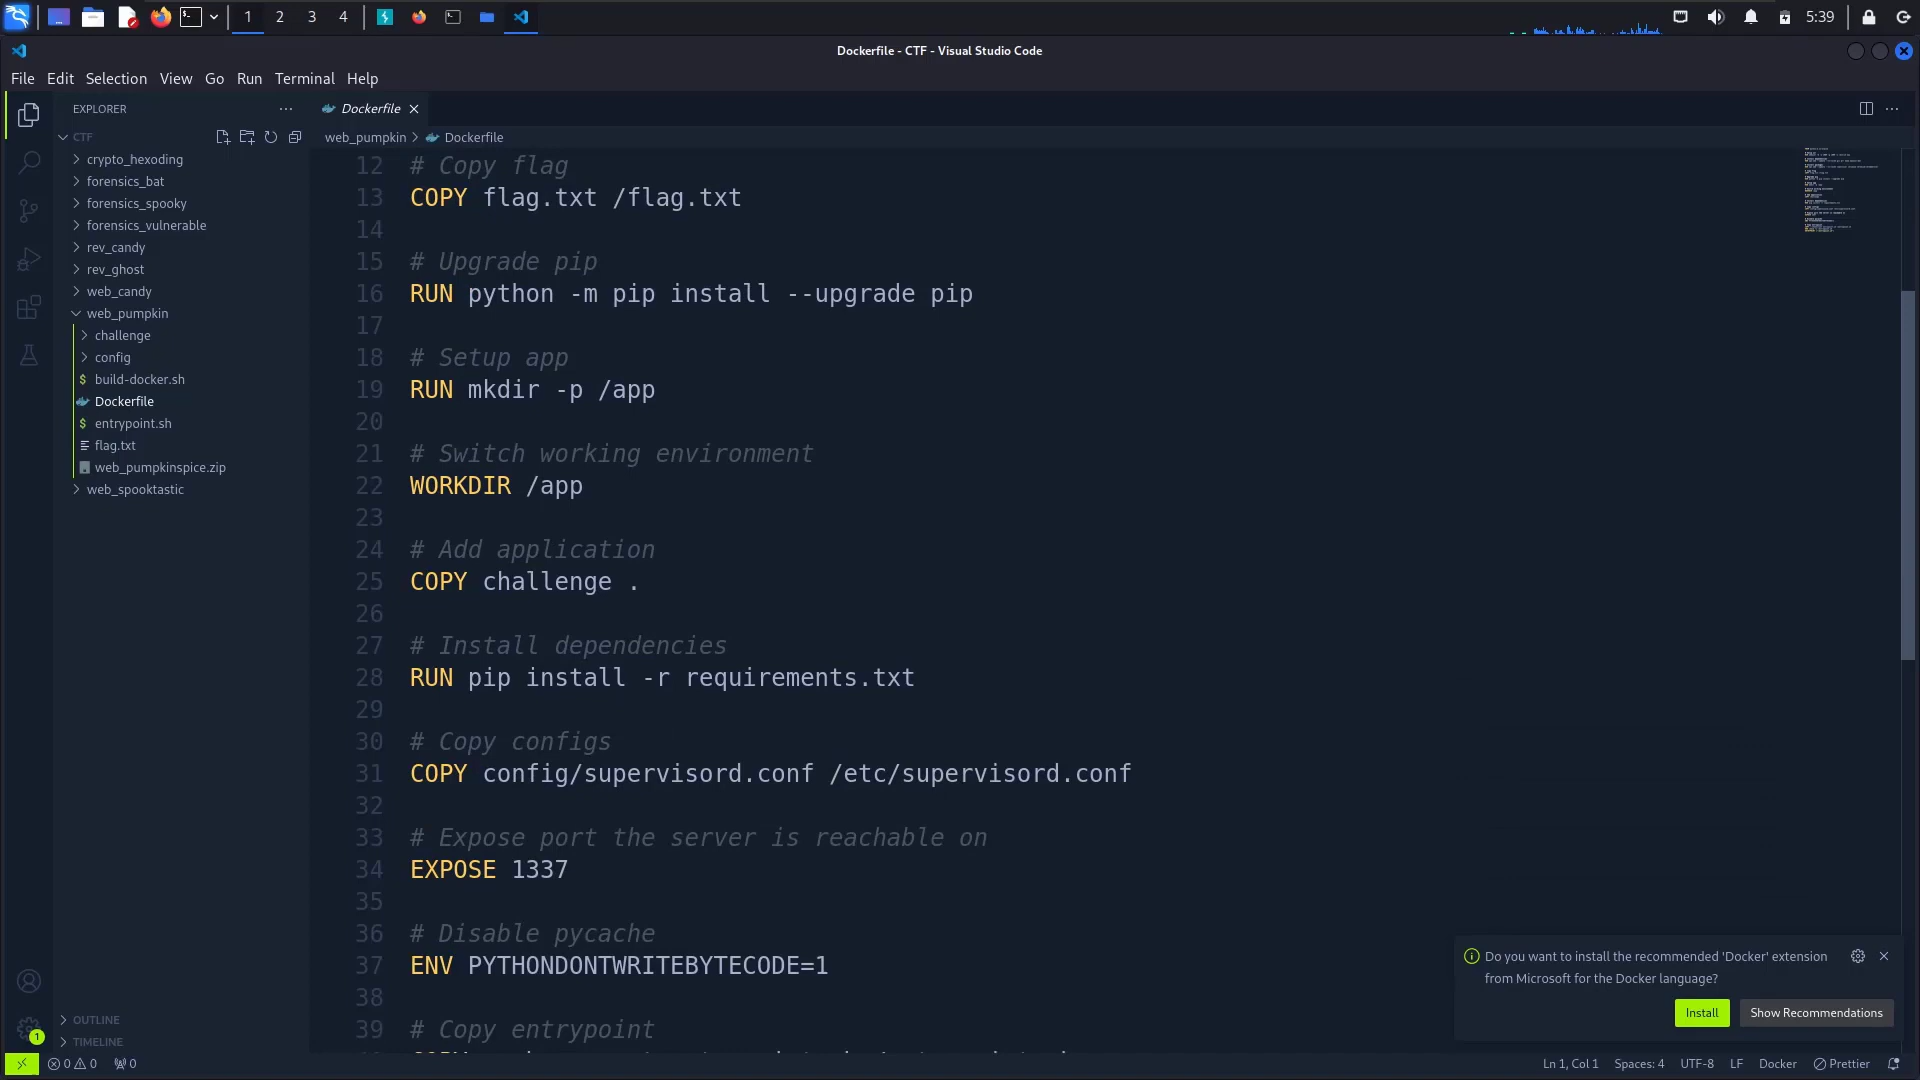 1
2
3
4
5:39
Dockerfile - CTF - Visual Studio Code
File Edit Selection View Go Run Terminal Help
EXPLORER
Dockerfile
CTF
web_pumpkin > Dockerfile
crypto_hexoding
forensics_bat
forensics_spooky
forensics_vulnerable
rev_candy
rev_ghost
web_candy
web_pumpkin
challenge
config
$ build-docker.sh
Dockerfile
$ entrypoint.sh
flag.txt
web_pumpkinspice.zip
web_spooktastic
OUTLINE
TIMELINE
12 # Copy flag
13 COPY flag.txt /flag.txt
14
15 # Upgrade pip
16 RUN python -m pip install --upgrade pip
17
18 # Setup app
19 RUN mkdir -p /app
20
21 # Switch working environment
22 WORKDIR /app
23
24 # Add application
25 COPY challenge .
26
27 # Install dependencies
28 RUN pip install -r requirements.txt
29
30 # Copy configs
31 COPY config/supervisord.conf /etc/supervisord.conf
32
33 # Expose port the server is reachable on
34 EXPOSE 1337
35
36 # Disable pycache
37 ENV PYTHONDONTWRITEBYTECODE=1
38
39 # Copy entrypoint
Do you want to install the recommended 'Docker' extension
from Microsoft for the Docker language?
Install
Show Recommendations
1
0 0 0
Ln 1, Col 1 Spaces: 4 UTF-8 LF Docker Prettier